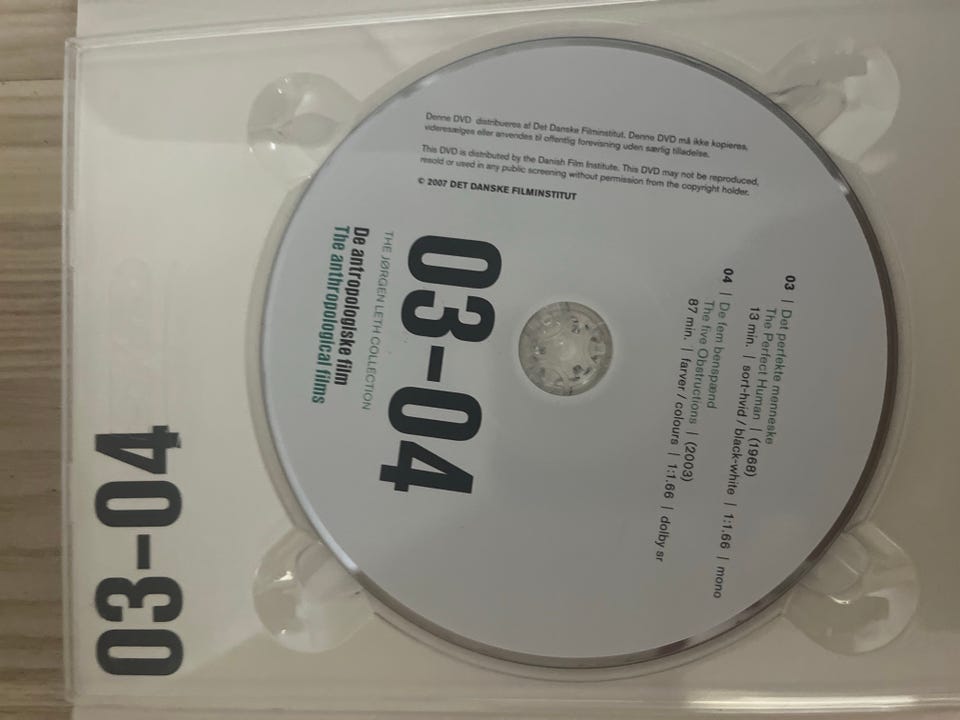 Denne DVD distribueres af Det Danske Filminstitut. Denne DVD må ikke kopieres,
videresælges eller anvendes til offentlig forevisning uden særlig tilladelse.
This DVD is distributed by the Danish Film Institute. This DVD may not be reproduced,
resold or used in any public screening without permission from the copyright holder.
© 2007 DET DANSKE FILMINSTITUT
03 | Det perfekte menneske
The Perfect Human | (1968)
13 min. | sort-hvid / black-white | 1:1.66 | mono
04 | De fem benspænd
The five Obstructions | (2003)
87 min. | farver / colours | 1:1.66 | dolby sr
03–04
THE JØRGEN LETH COLLECTION
De antropologiske film
The anthropological films
03–04